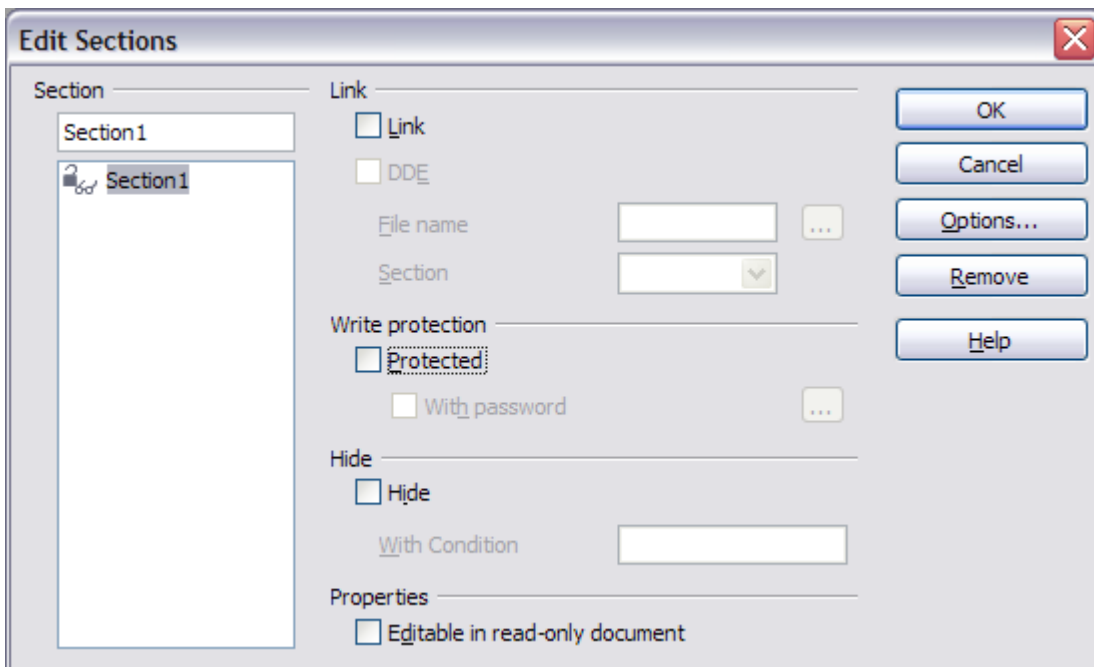 Edit Sections
Section
Section1
Section1
Link
Link
DDE
File name
...
Section
Write protection
Protected
With password
...
Hide
Hide
With Condition
Properties
Editable in read-only document
OK
Cancel
Options...
Remove
Help